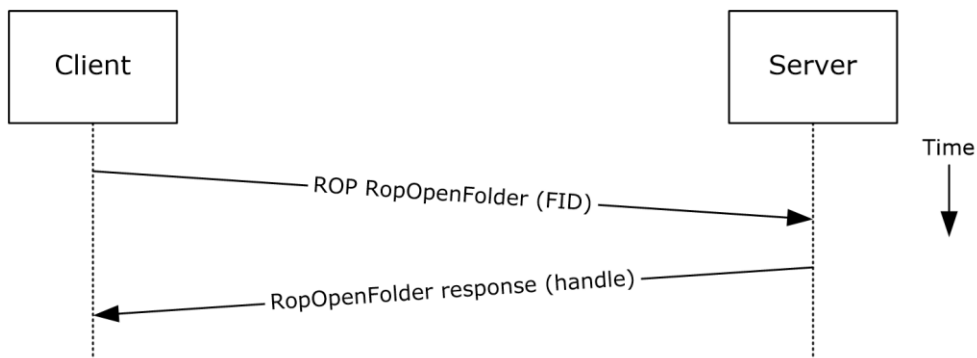 Client
Server
Time
ROP RopOpenFolder (FID)
RopOpenFolder response (handle)